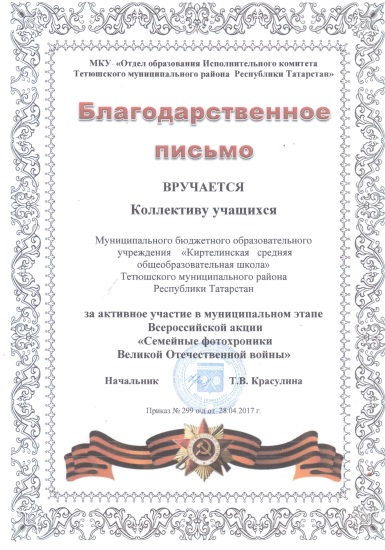 МКУ «Отдел образования Исполнительного комитета
Тетюшского муниципального района Республики Татарстан»
Благодарственное
письмо
ВРУЧАЕТСЯ
Коллективу учащихся
Муниципального бюджетного образовательного
учреждения «Киртелинская средняя
общеобразовательная школа»
Тетюшского муниципального района
Республики Татарстан
за активное участие в муниципальном этапе
Всероссийской акции
«Семейные фотохроники
Великой Отечественной войны»
Начальник Т.В. Красулина
Приказ № 299 о/д от 28.04.2017 г.